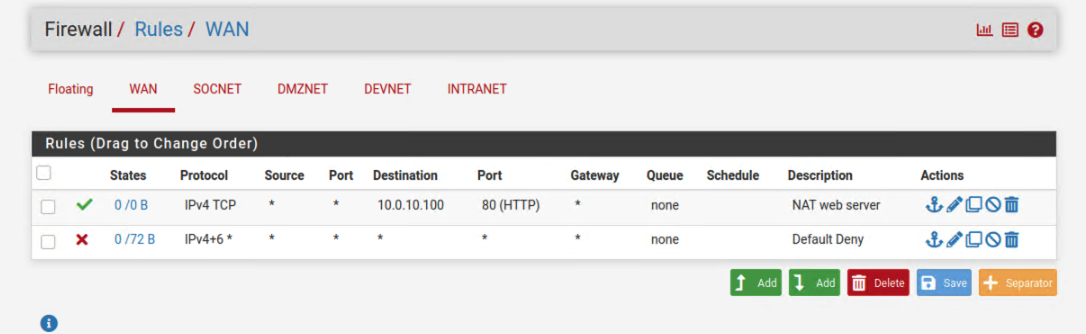 Firewall / Rules / WAN
Floating WAN SOCNET DMZNET DEVNET INTRANET
Rules (Drag to Change Order)
States Protocol Source Port Destination Port Gateway Queue Schedule Description Actions
0 /0 B IPv4 TCP * * 10.0.10.100 80 (HTTP) * none NAT web server
0 /72 B IPv4+6 * * * * * * none Default Deny
Add Add Delete Save Separator